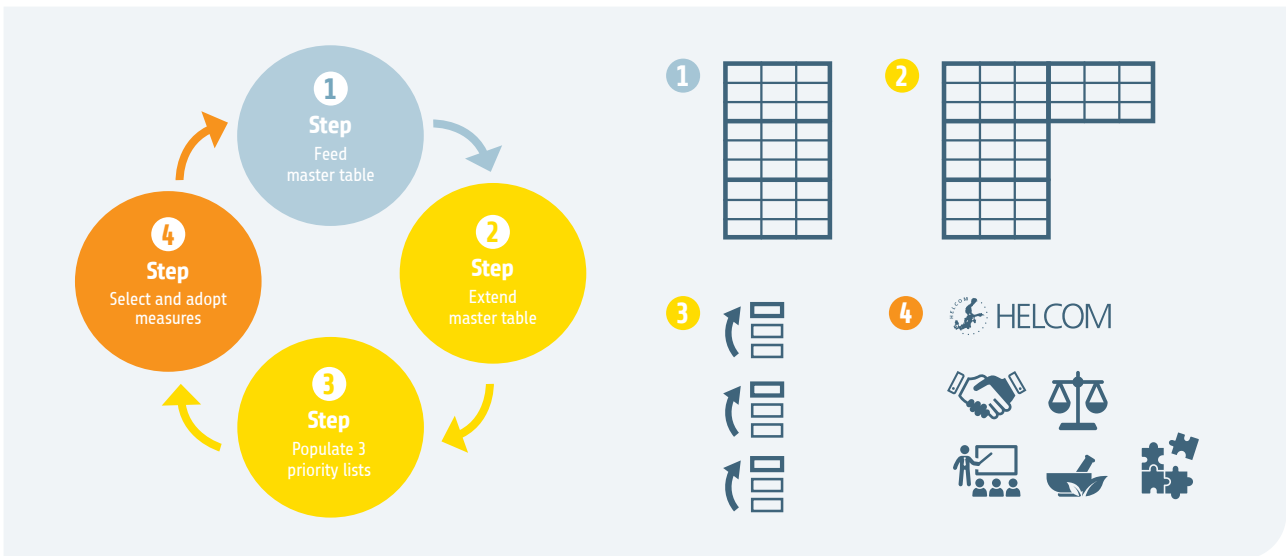 1
Step
Feed
master table
2
Step
Extend
master table
3
Step
Populate 3
priority lists
4
Step
Select and adopt
measures
1
2
3
4
HELCOM
HELCOM